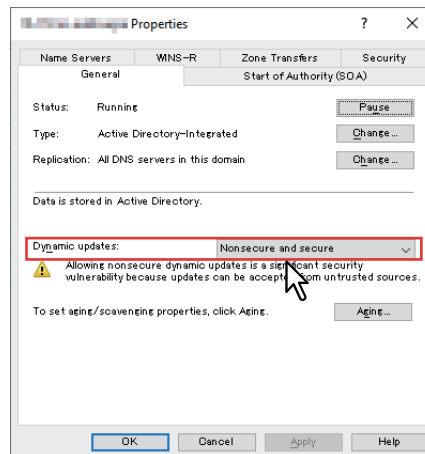 Properties
?
Name Servers WINS-R Zone Transfers Security
General Start of Authority (SOA)
Status: Running Pause
Type: Active Directory-Integrated Change...
Replication: All DNS servers in this domain Change...
Data is stored in Active Directory.
Dynamic updates: Nonsecure and secure
Allowing nonsecure dynamic updates is a significant security
vulnerability because updates can be accepted from untrusted sources.
To set aging/scavenging properties, click Aging. Aging...
OK Cancel Apply Help